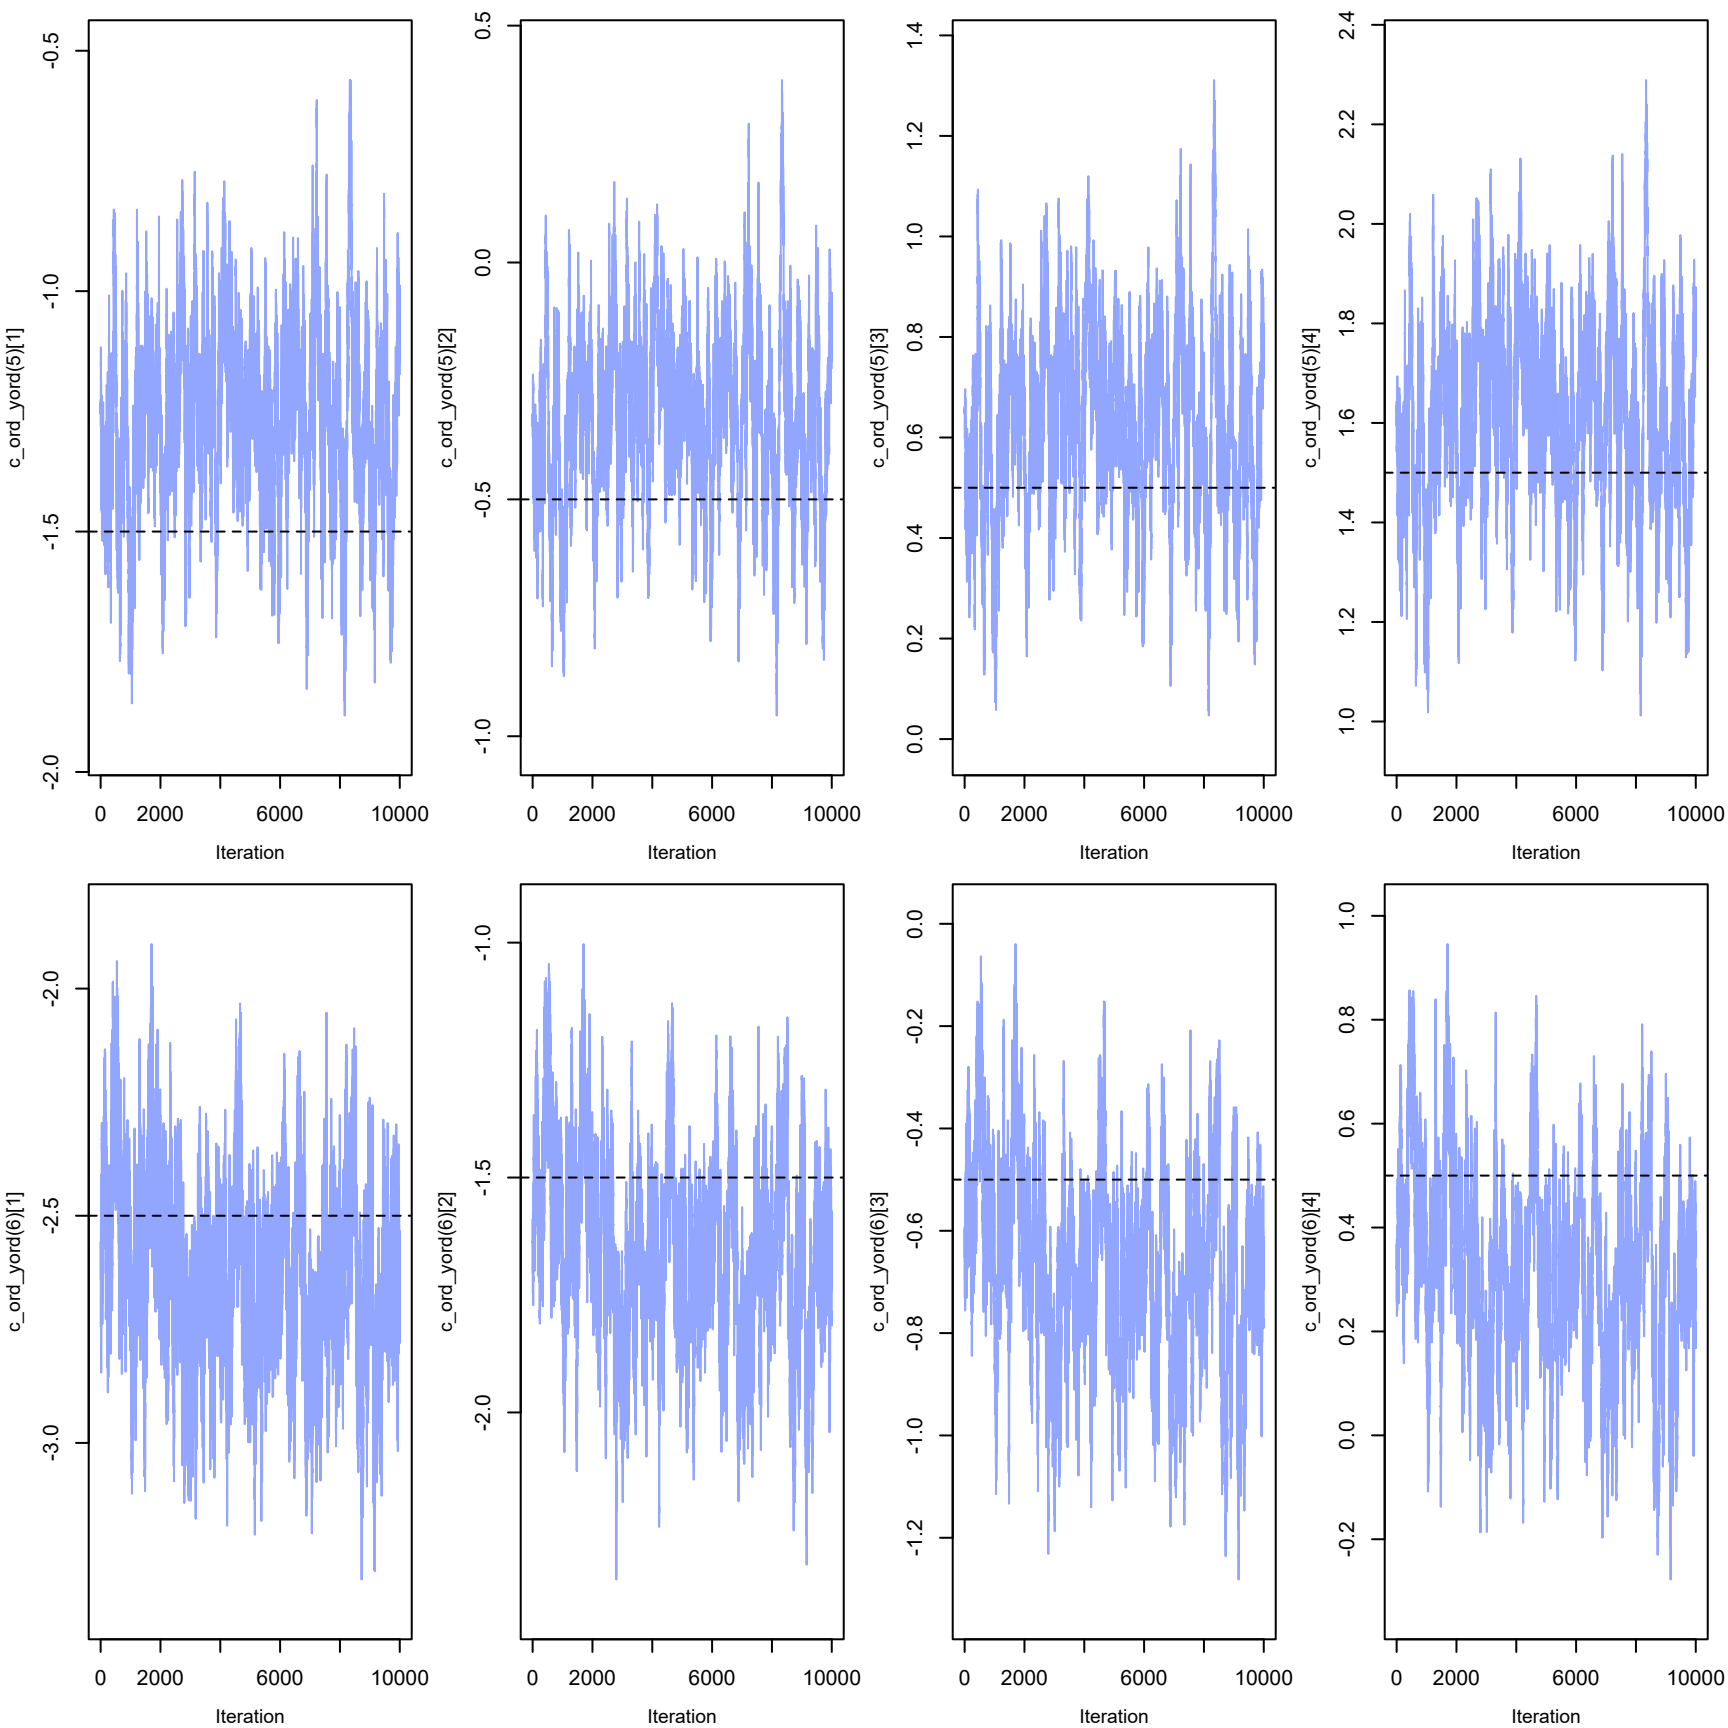 c_ord_yord(5)[1]
-2.0 -1.5 -1.0 -0.5
0 2000 6000 10000
Iteration
c_ord_yord(5)[2]
-1.0 -0.5 0.0 0.5
0 2000 6000 10000
Iteration
c_ord_yord(5)[3]
0.0 0.2 0.4 0.6 0.8 1.0 1.2 1.4
0 2000 6000 10000
Iteration
c_ord_yord(5)[4]
1.0 1.2 1.4 1.6 1.8 2.0 2.2 2.4
0 2000 6000 10000
Iteration
c_ord_yord(6)[1]
-3.0 -2.5 -2.0
0 2000 6000 10000
Iteration
c_ord_yord(6)[2]
-2.0 -1.5 -1.0
0 2000 6000 10000
Iteration
c_ord_yord(6)[3]
-1.2 -1.0 -0.8 -0.6 -0.4 -0.2 0.0
0 2000 6000 10000
Iteration
c_ord_yord(6)[4]
-0.2 0.0 0.2 0.4 0.6 0.8 1.0
0 2000 6000 10000
Iteration